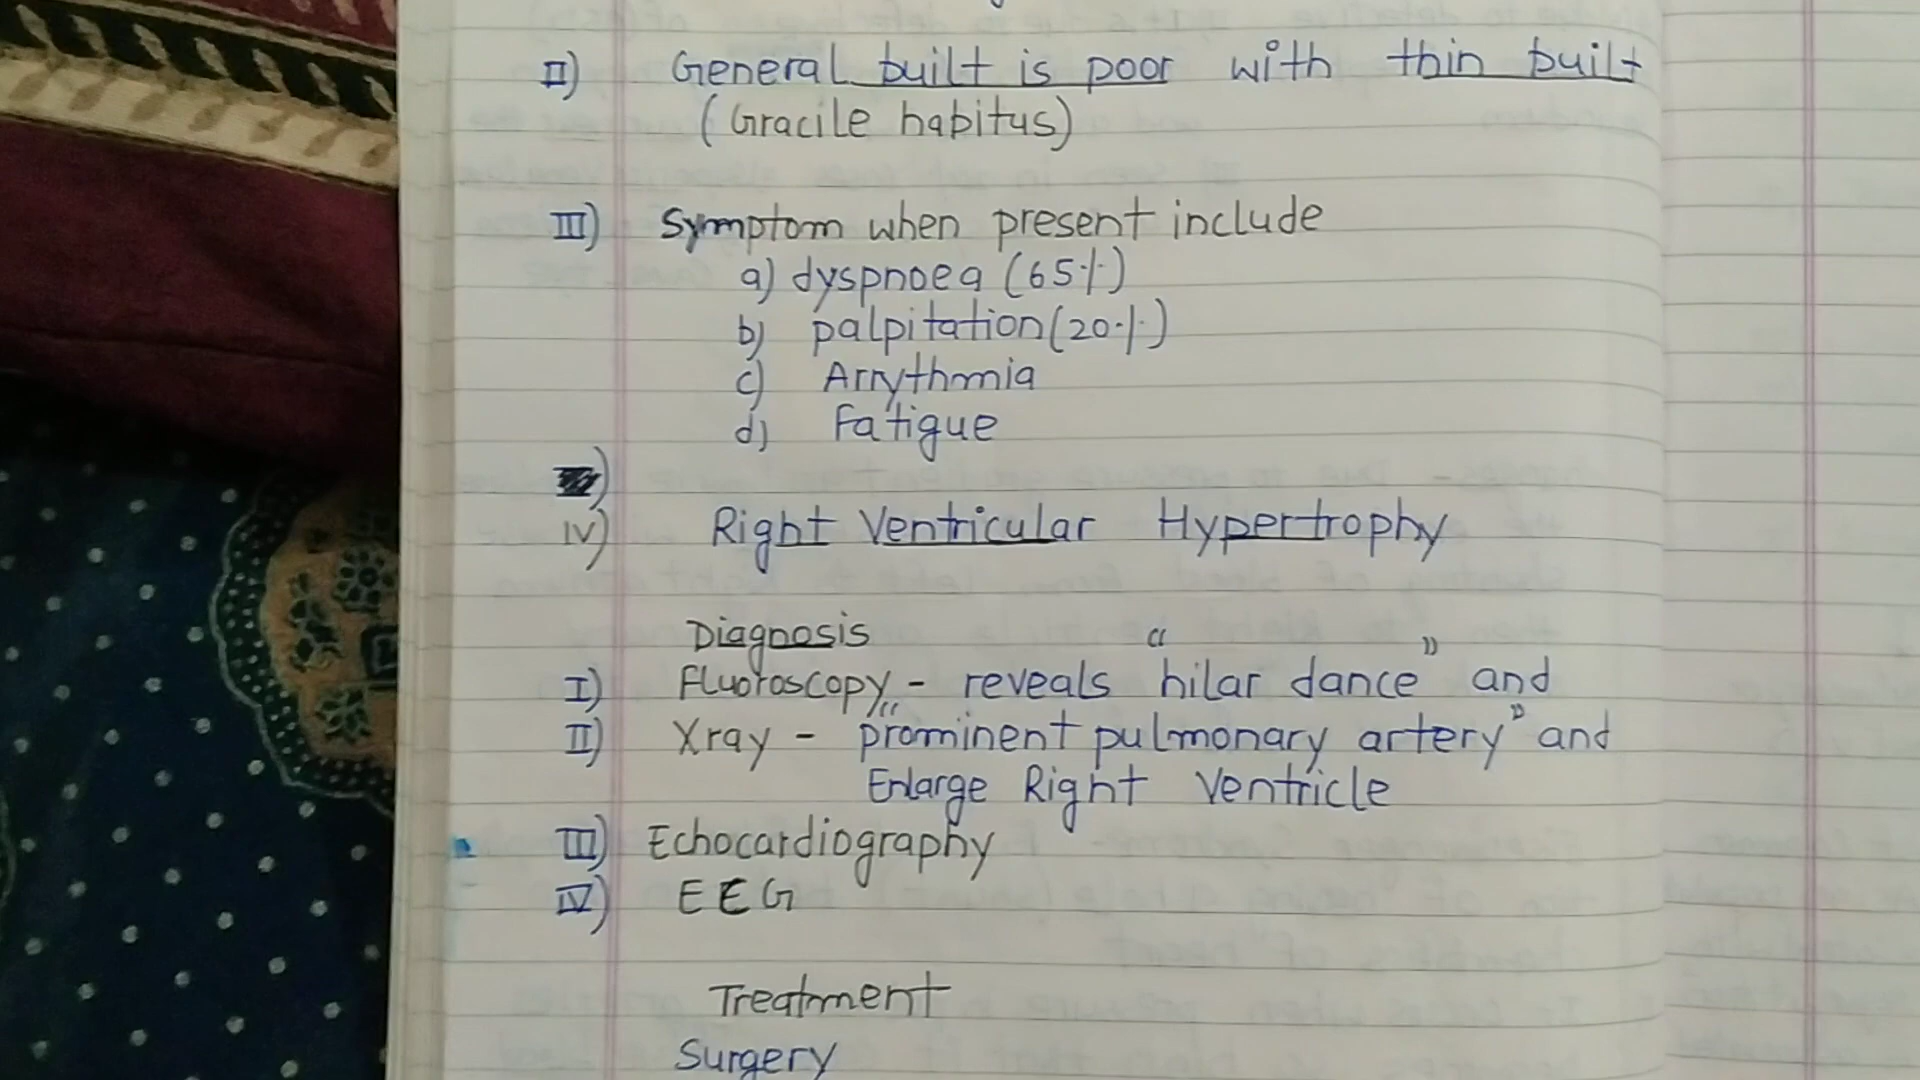 II) General built is poor with thin built
(Gracile habitus)
III) Symptom when present include
a) dyspnoea (65%)
b) palpitation (20%)
c) Arrythmia
d) Fatigue
IV) Right Ventricular Hypertrophy
Diagnosis
I) Fluoroscopy - reveals "hilar dance" and
II) Xray - "prominent pulmonary artery" and
Enlarge Right Ventricle
III) Echocardiography
IV) EEG
Treatment
Surgery